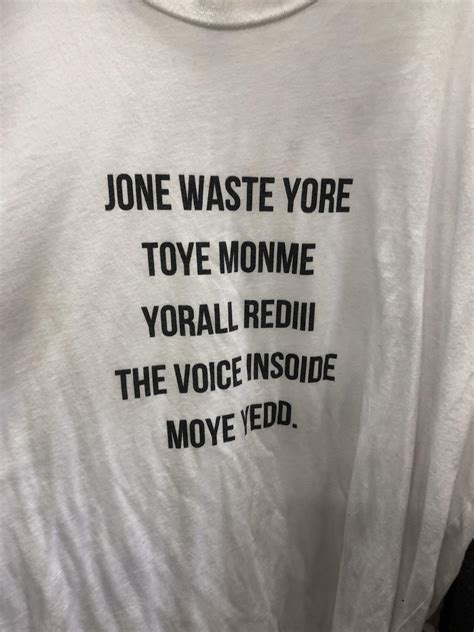 JONE WASTE YORE
TOYE MONME
YORALL REDIII
THE VOICE INSOIDE
MOYE YEDD.